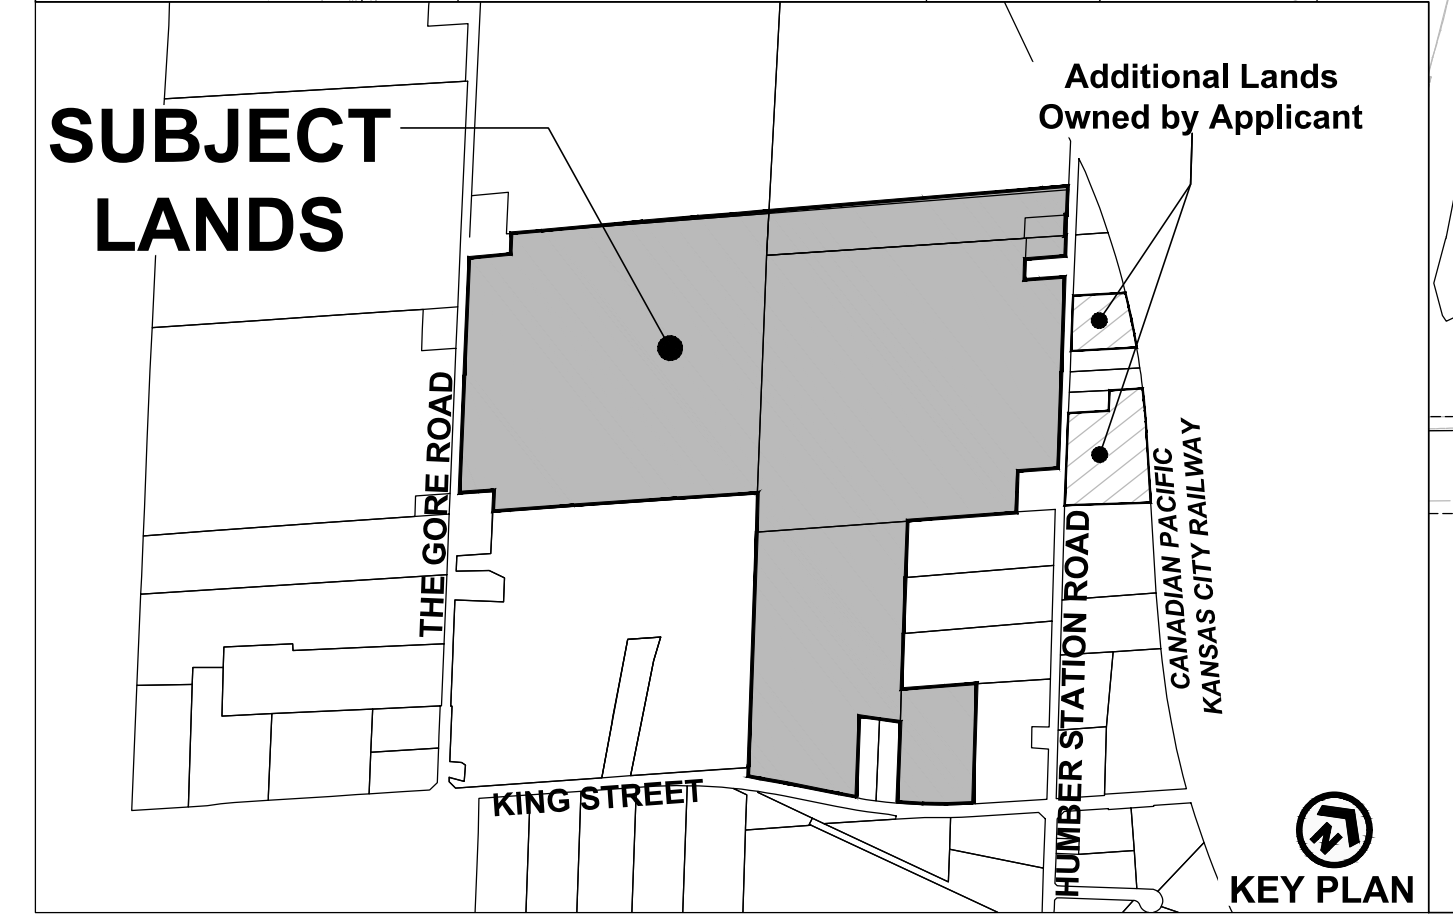 SUBJECT
LANDS
Additional Lands
Owned by Applicant
THE GORE ROAD
HUMBER STATION ROAD
CANADIAN PACIFIC
KANSAS CITY RAILWAY
KING STREET
N
KEY PLAN